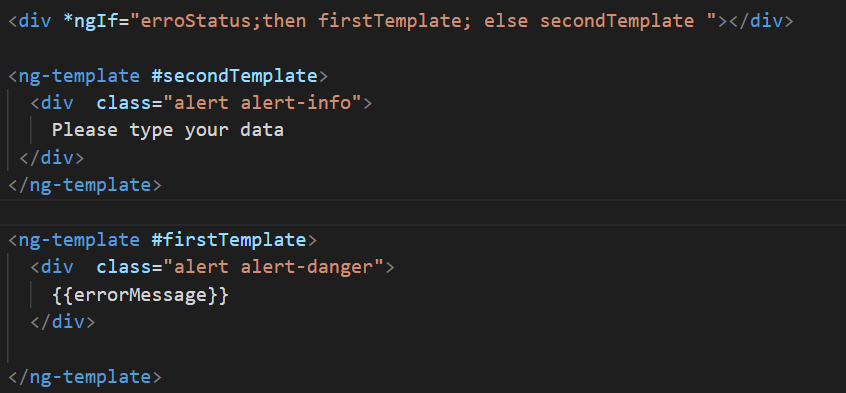 <div *ngIf="erroStatus;then firstTemplate; else secondTemplate "></div>
<ng-template #secondTemplate>
<div  class="alert alert-info">
Please type your data
</div>
</ng-template>
<ng-template #firstTemplate>
<div  class="alert alert-danger">
{{errorMessage}}
</div>
</ng-template>